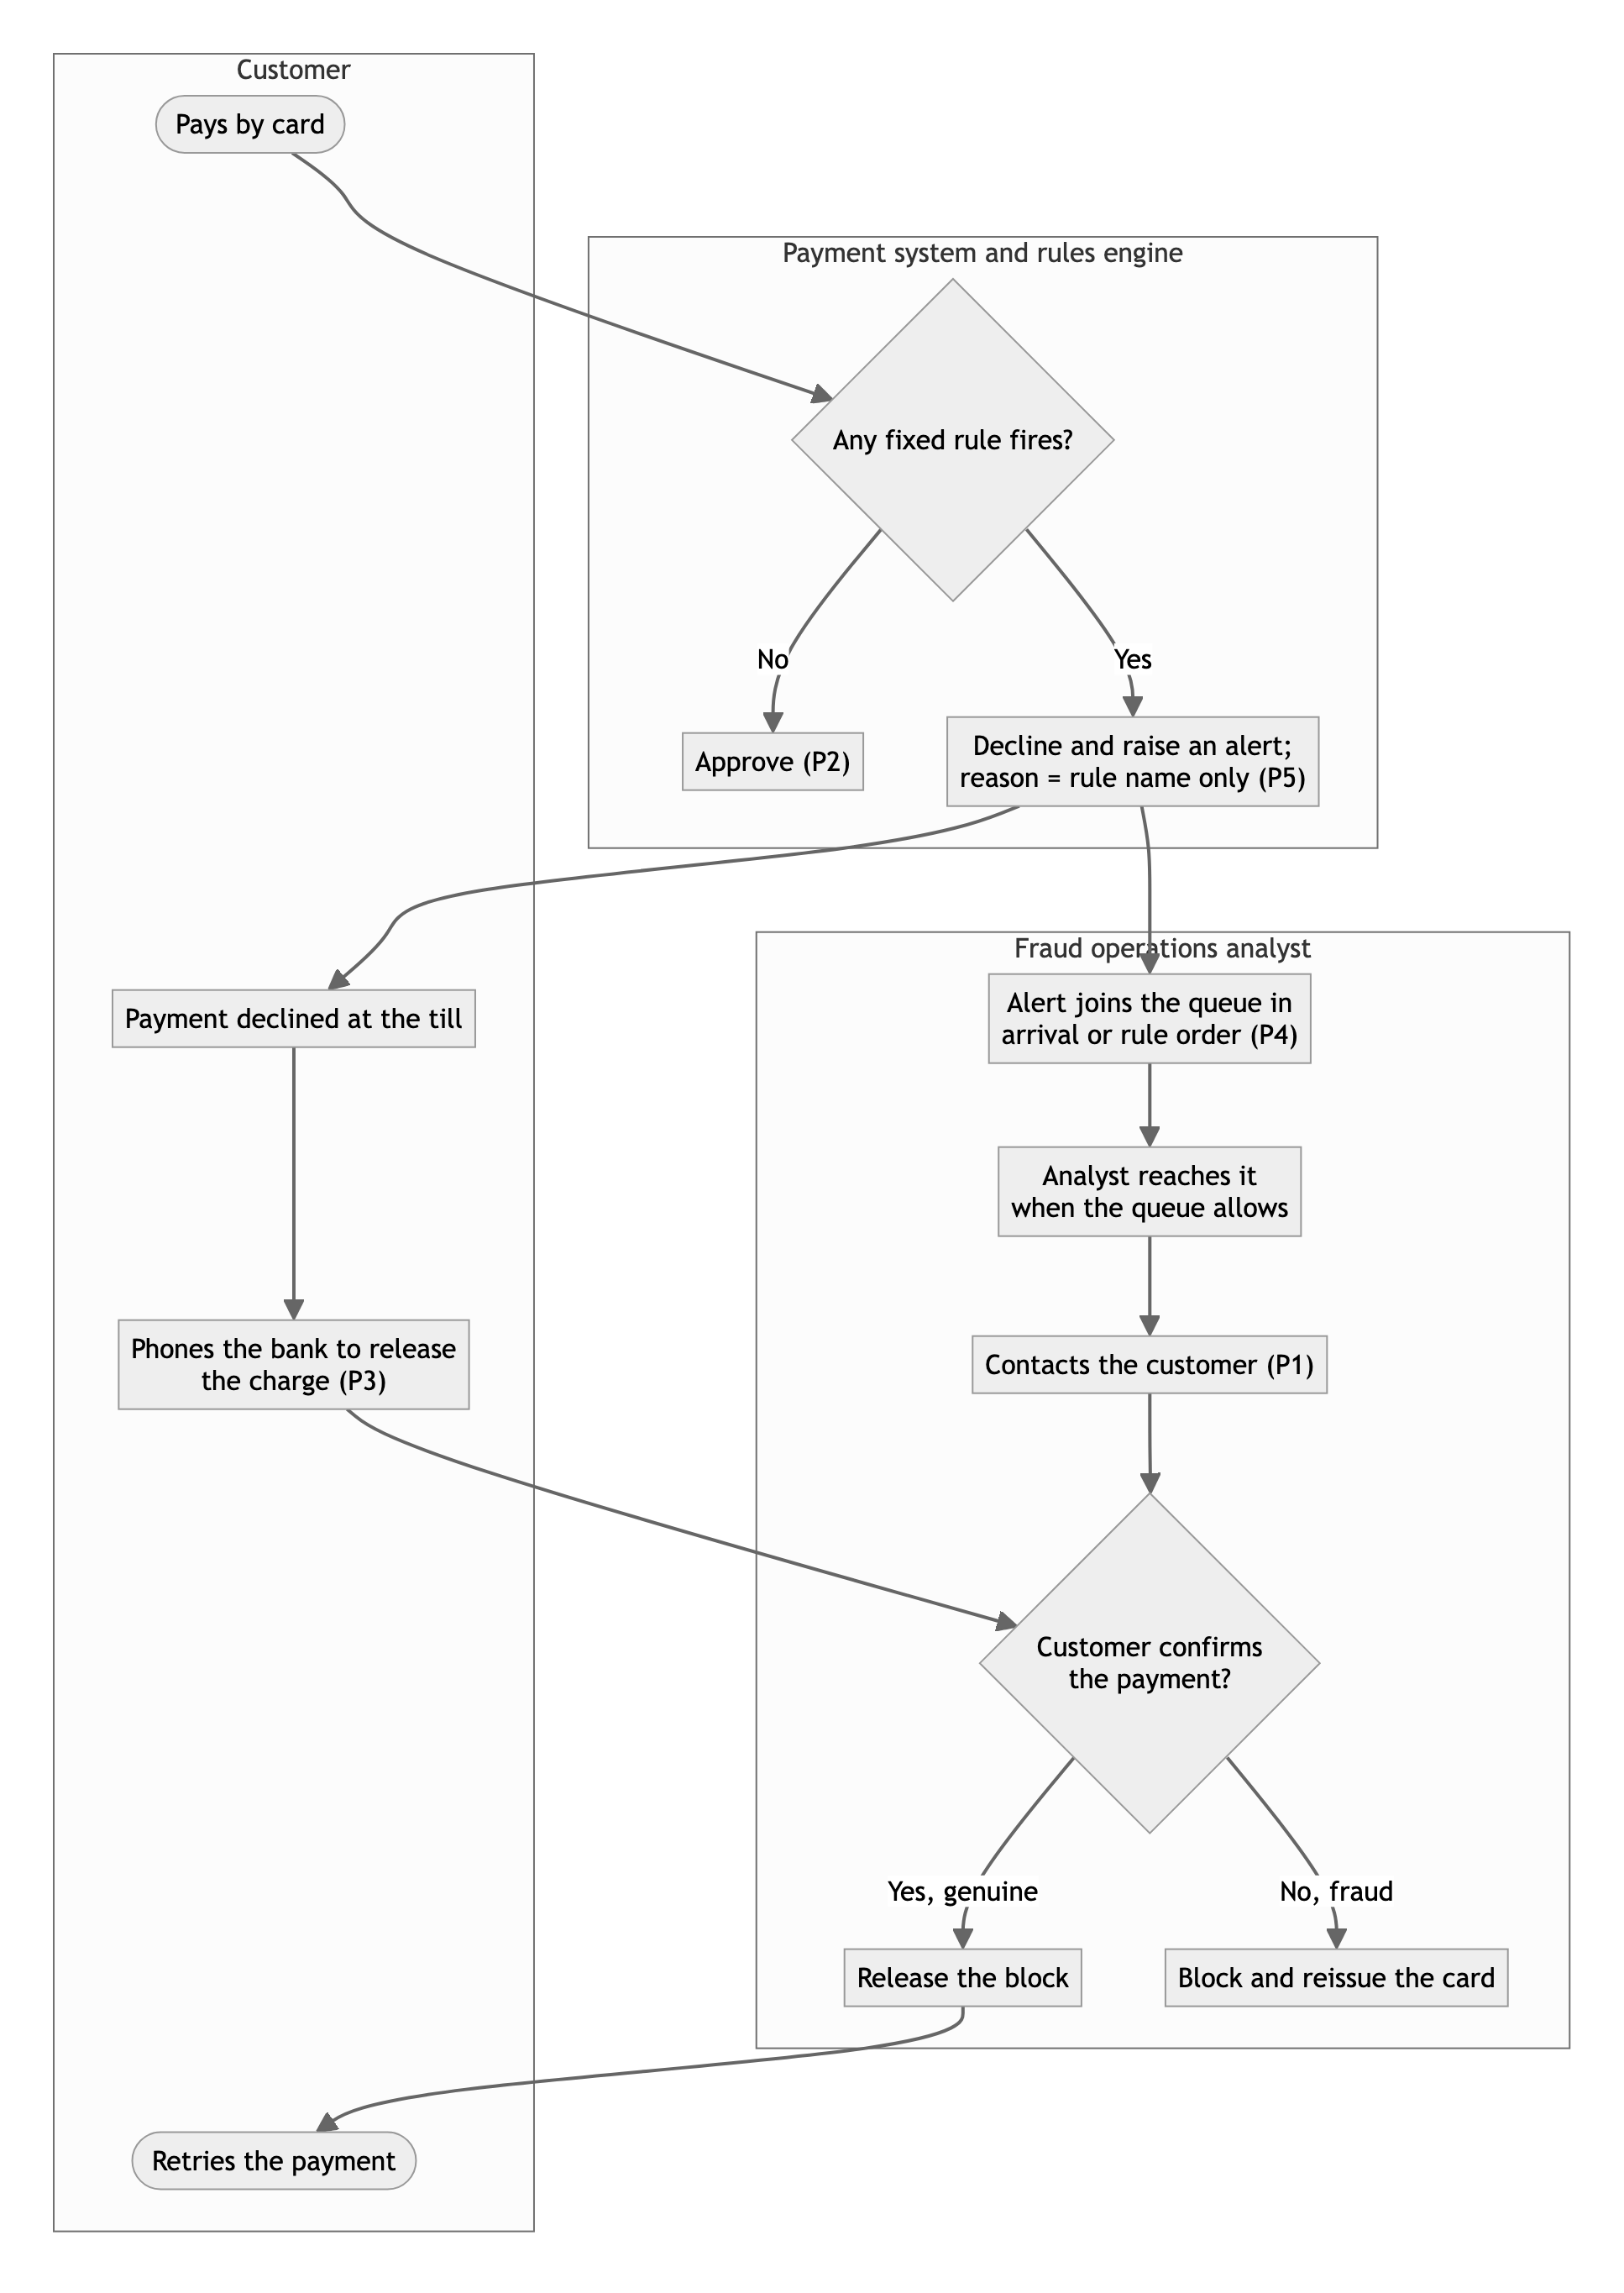 Customer
Pays by card
Payment system and rules engine
Any fixed rule fires?
No
Yes
Approve (P2)
Decline and raise an alert;
reason = rule name only (P5)
Fraud operations analyst
Payment declined at the till
Alert joins the queue in
arrival or rule order (P4)
Analyst reaches it
when the queue allows
Phones the bank to release
the charge (P3)
Contacts the customer (P1)
Customer confirms
the payment?
Yes, genuine
No, fraud
Release the block
Block and reissue the card
Retries the payment